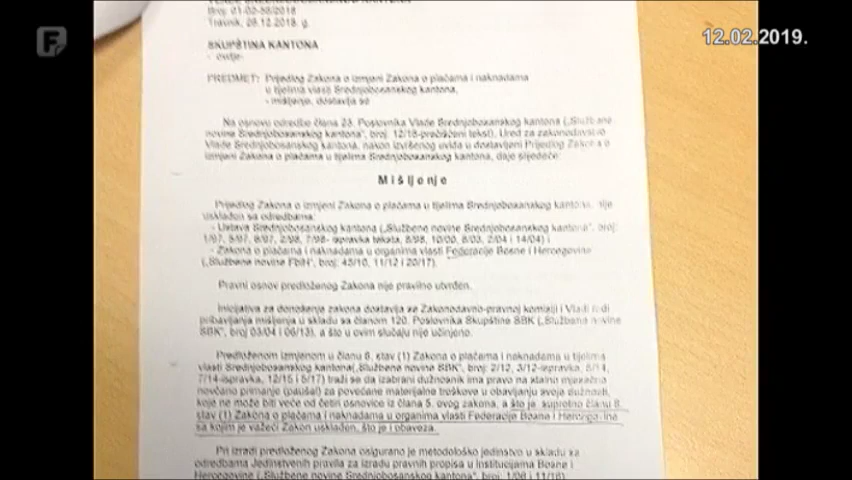 12.02.2019.
Broj: 01-02-58/2018
Travnik, 28.12.2018. g.
SKUPŠTINA KANTONA
- ovdje-
PREDMET: Prijedlog Zakona o izmjeni Zakona o plaćama i naknadama
u tijelima vlasti Srednjobosanskog kantona,
- mišljenje, dostavlja se
Na osnovu odredbe člana 23. Poslovnika Vlade Srednjobosanskog kantona („Službene
novine Srednjobosanskog kantona", broj: 12/18-prečišćeni tekst), Ured za zakonodavstvo
Vlade Srednjobosanskog kantona, nakon izvršenog uvida u dostavljeni Prijedlog Zakona o
izmjeni Zakona o plaćama u tijelima Srednjobosanskog kantona, daje sljedeće:
Mišljenje
Prijedlog Zakona o izmjeni Zakona o plaćama u tijelima Srednjobosanskog kantona, nije
usklađen sa odredbama:
- Ustava Srednjobosanskog kantona („Službene novine Srednjobosanskog kantona", broj:
1/97, 5/97, 6/97, 2/98, 7/98- ispravka teksta, 8/98, 10/00, 8/03, 2/04 i 14/04) i
- Zakona o plaćama i naknadama u organima vlasti Federacije Bosne i Hercegovine
(„Službene novine FBiH", broj: 45/10, 11/12 i 20/17).
Pravni osnov predloženog Zakona nije pravilno utvrđen.
Inicijativa za donošenje zakona dostavlja se Zakonodavno-pravnoj komisiji i Vladi radi
pribavljanja mišljenja u skladu sa članom 120. Poslovnika Skupštine SBK („Službene novine
SBK", broj 03/04 i 06/13), a što u ovim slučaju nije učinjeno.
Predloženom izmjenom u članu 6. stav (1) Zakona o plaćama i naknadama u tijelima
vlasti Srednjobosanskog kantona(„Službene novine SBK", broj: 2/12, 3/12-ispravka, 6/14,
7/14-ispravka, 12/15 i 5/17) traži se da izabrani dužnosnik ima pravo na stalno mjesečno
novčano primanje (paušal) za povećane materijalne troškove u obavljanju svoje dužnosti,
koje ne može biti veće od četiri osnovice iz člana 5. ovog zakona, a što je suprotno članu 8.
stav (1) Zakona o plaćama i naknadama u organima vlasti Federacije Bosne i Hercegovine
sa kojim je važeći Zakon usklađen, što je i obaveza.
Pri izradi predloženog Zakona osigurano je metodološko jedinstvo u skladu sa
odredbama Jedinstvenih pravila za izradu pravnih propisa u institucijama Bosne i
Hercegovine („Službene novine Srednjobosanskog kantona", broj: 1/06 i 11/16).